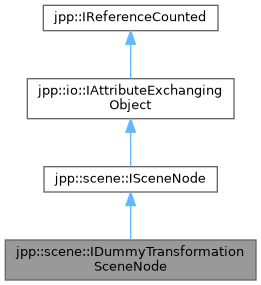 jpp::IReferenceCounted
jpp::io::IAttributeExchanging
Object
jpp::scene::ISceneNode
jpp::scene::IDummyTransformation
SceneNode